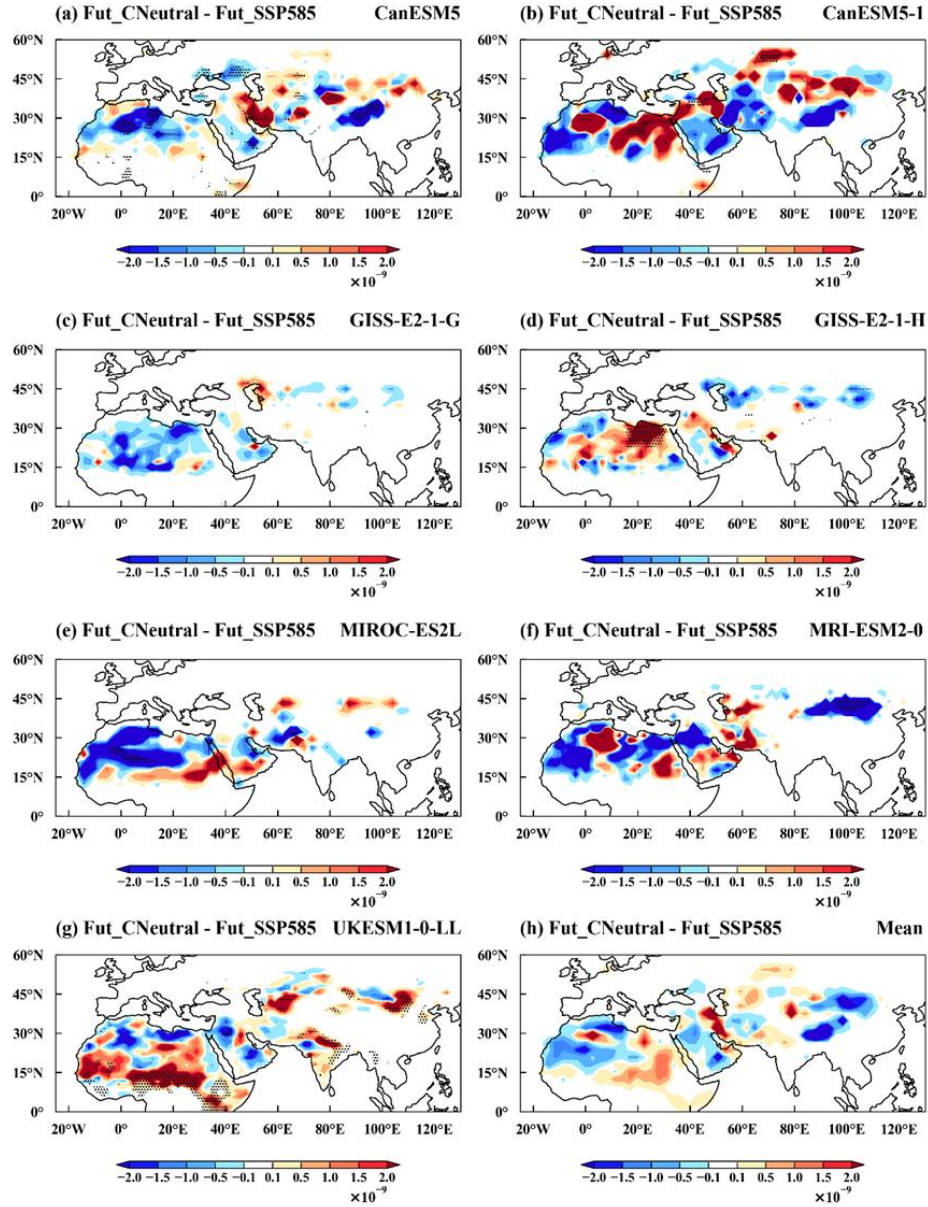 (a) Fut_CNeutral - Fut_SSP585 CanESM5
(b) Fut_CNeutral - Fut_SSP585 CanESM5-1
60°N
45°N
30°N
15°N
0°
20°W 0° 20°E 40°E 60°E 80°E 100°E 120°E
−2.0 −1.5 −1.0 −0.5 −0.1 0.1 0.5 1.0 1.5 2.0
×10⁻⁹
60°N
45°N
30°N
15°N
0°
20°W 0° 20°E 40°E 60°E 80°E 100°E 120°E
−2.0 −1.5 −1.0 −0.5 −0.1 0.1 0.5 1.0 1.5 2.0
×10⁻⁹
(c) Fut_CNeutral - Fut_SSP585 GISS-E2-1-G
(d) Fut_CNeutral - Fut_SSP585 GISS-E2-1-H
60°N
45°N
30°N
15°N
0°
20°W 0° 20°E 40°E 60°E 80°E 100°E 120°E
−2.0 −1.5 −1.0 −0.5 −0.1 0.1 0.5 1.0 1.5 2.0
×10⁻⁹
60°N
45°N
30°N
15°N
0°
20°W 0° 20°E 40°E 60°E 80°E 100°E 120°E
−2.0 −1.5 −1.0 −0.5 −0.1 0.1 0.5 1.0 1.5 2.0
×10⁻⁹
(e) Fut_CNeutral - Fut_SSP585 MIROC-ES2L
(f) Fut_CNeutral - Fut_SSP585 MRI-ESM2-0
60°N
45°N
30°N
15°N
0°
20°W 0° 20°E 40°E 60°E 80°E 100°E 120°E
−2.0 −1.5 −1.0 −0.5 −0.1 0.1 0.5 1.0 1.5 2.0
×10⁻⁹
60°N
45°N
30°N
15°N
0°
20°W 0° 20°E 40°E 60°E 80°E 100°E 120°E
−2.0 −1.5 −1.0 −0.5 −0.1 0.1 0.5 1.0 1.5 2.0
×10⁻⁹
(g) Fut_CNeutral - Fut_SSP585 UKESM1-0-LL
(h) Fut_CNeutral - Fut_SSP585 Mean
60°N
45°N
30°N
15°N
0°
20°W 0° 20°E 40°E 60°E 80°E 100°E 120°E
−2.0 −1.5 −1.0 −0.5 −0.1 0.1 0.5 1.0 1.5 2.0
×10⁻⁹
60°N
45°N
30°N
15°N
0°
20°W 0° 20°E 40°E 60°E 80°E 100°E 120°E
−2.0 −1.5 −1.0 −0.5 −0.1 0.1 0.5 1.0 1.5 2.0
×10⁻⁹